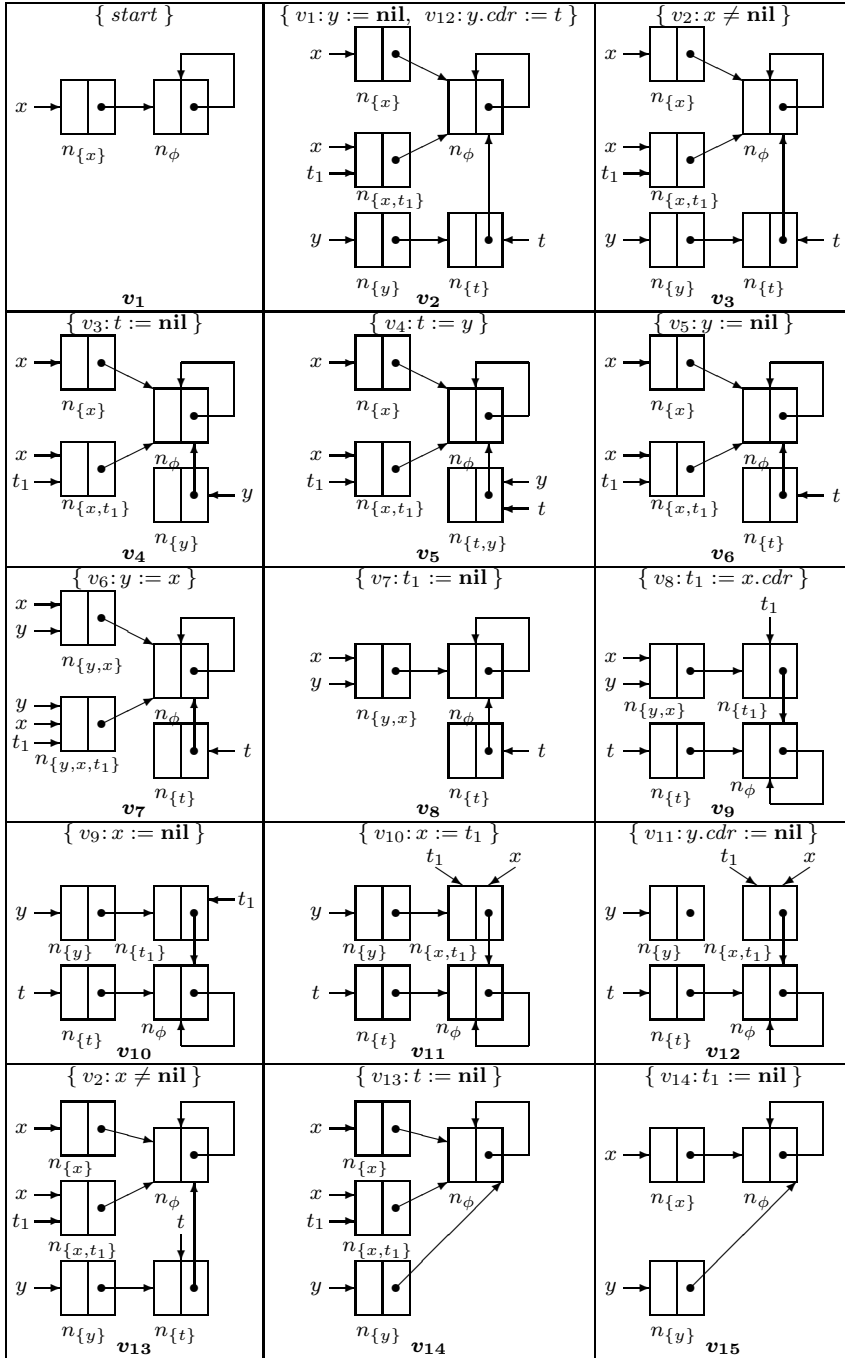 { start }
x
n{x} nϕ
v1
{ v1: y := nil, v12: y.cdr := t }
x
n{x}
x
t1
nϕ
n{x,t1}
y t
n{y} n{t}
v2
{ v2: x ≠ nil }
x
n{x}
x
t1
nϕ
n{x,t1}
y t
n{y} n{t}
v3
{ v3: t := nil }
x
n{x}
x
t1
nϕ
n{x,t1}
y
n{y}
v4
{ v4: t := y }
x
n{x}
x
t1
nϕ
n{x,t1}
y
t
n{t,y}
v5
{ v5: y := nil }
x
n{x}
x
t1
nϕ
n{x,t1}
t
n{t}
v6
{ v6: y := x }
x
y
n{y,x}
y
x
t1
nϕ
n{y,x,t1}
t
n{t}
v7
{ v7: t1 := nil }
x
y
n{y,x} nϕ
t
n{t}
v8
{ v8: t1 := x.cdr }
t1
x
y
n{y,x} n{t1}
t
n{t} nϕ
v9
{ v9: x := nil }
t1
y
n{y} n{t1}
t
n{t} nϕ
v10
{ v10: x := t1 }
t1 x
y
n{y} n{x,t1}
t
n{t} nϕ
v11
{ v11: y.cdr := nil }
t1 x
y
n{y} n{x,t1}
t
n{t} nϕ
v12
{ v2: x ≠ nil }
x
n{x}
x
t1
nϕ
t
n{x,t1}
y
n{y} n{t}
v13
{ v13: t := nil }
x
n{x}
x
t1
nϕ
n{x,t1}
y
n{y}
v14
{ v14: t1 := nil }
x
n{x} nϕ
y
n{y}
v15